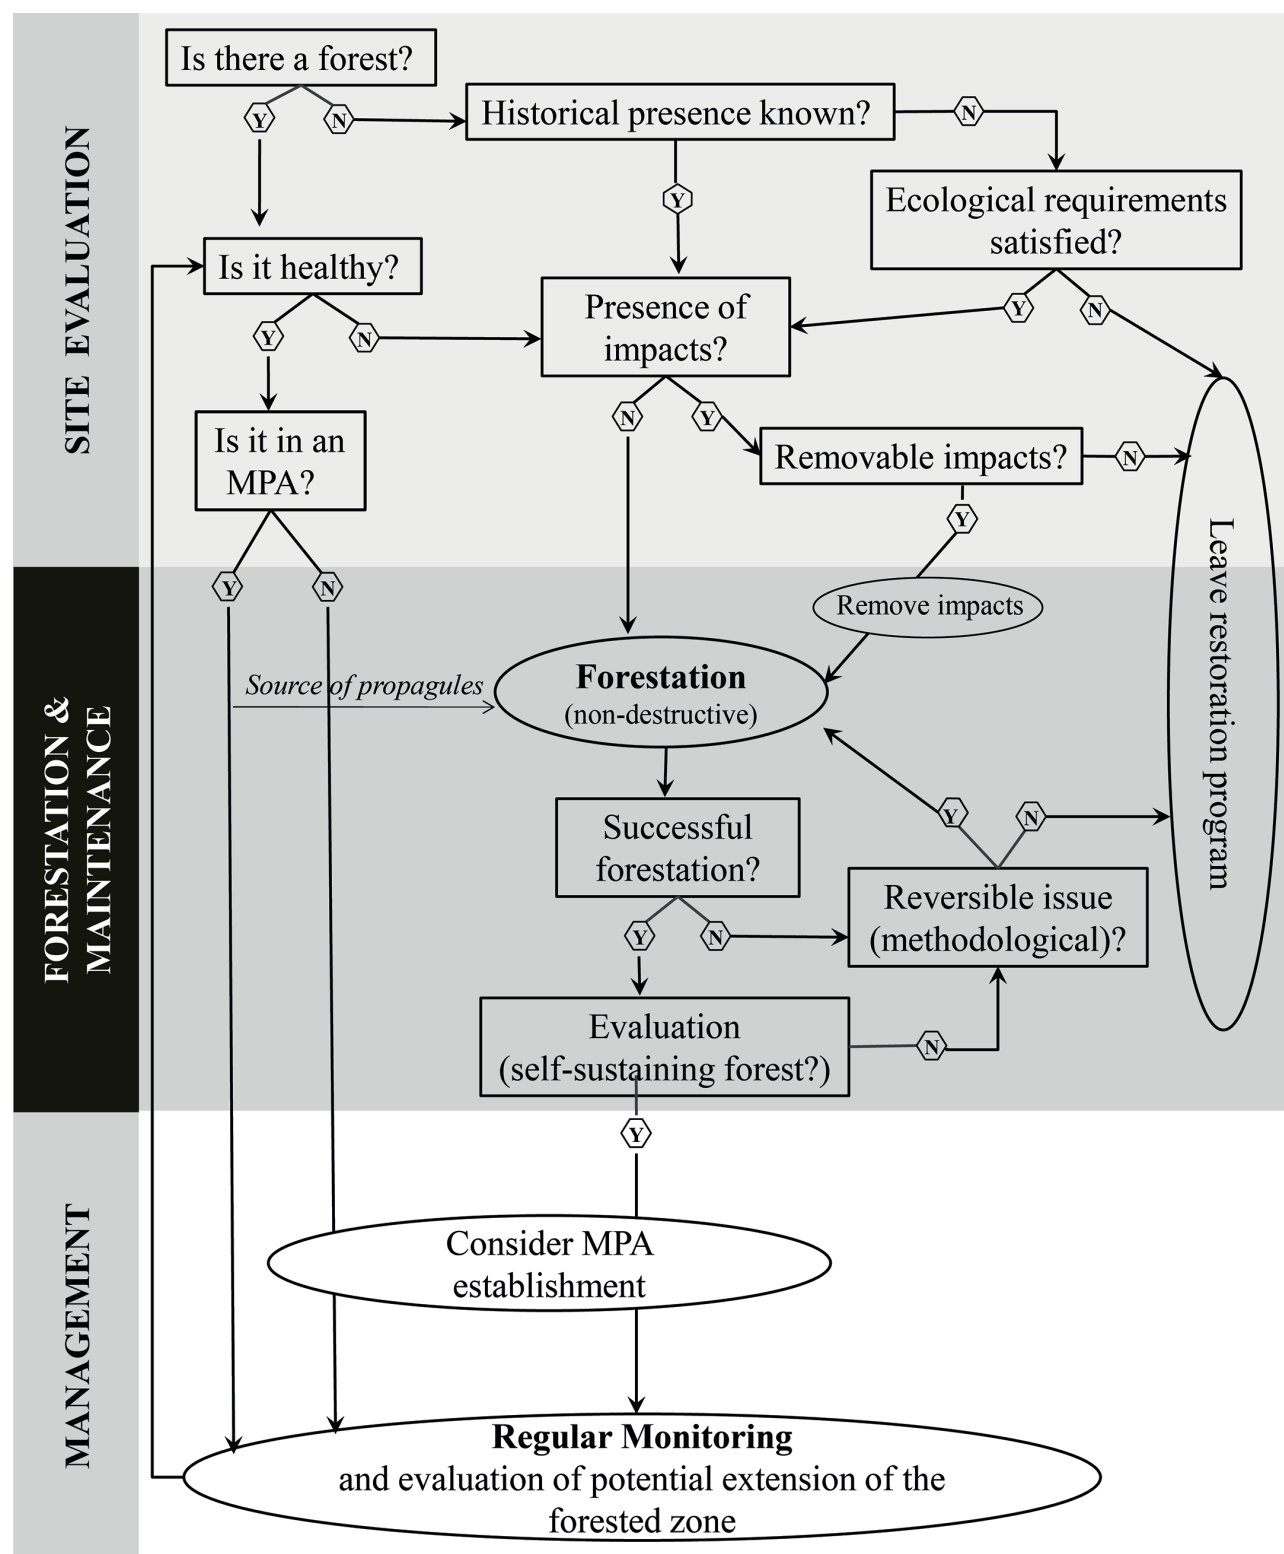 Is there a forest?
Y
N
Historical presence known?
N
Y
Ecological requirements
satisfied?
Is it healthy?
Y
N
Presence of
impacts?
Y
N
N
Y
Is it in an
MPA?
Removable impacts?
N
Y
Y
N
SITE EVALUATION
Leave restoration program
Remove impacts
Source of propagules
Forestation
(non-destructive)
Y
N
Successful
forestation?
Reversible issue
(methodological)?
Y
N
Evaluation
(self-sustaining forest?)
N
FORESTATION &
MAINTENANCE
Y
Consider MPA
establishment
MANAGEMENT
Regular Monitoring
and evaluation of potential extension of the
forested zone